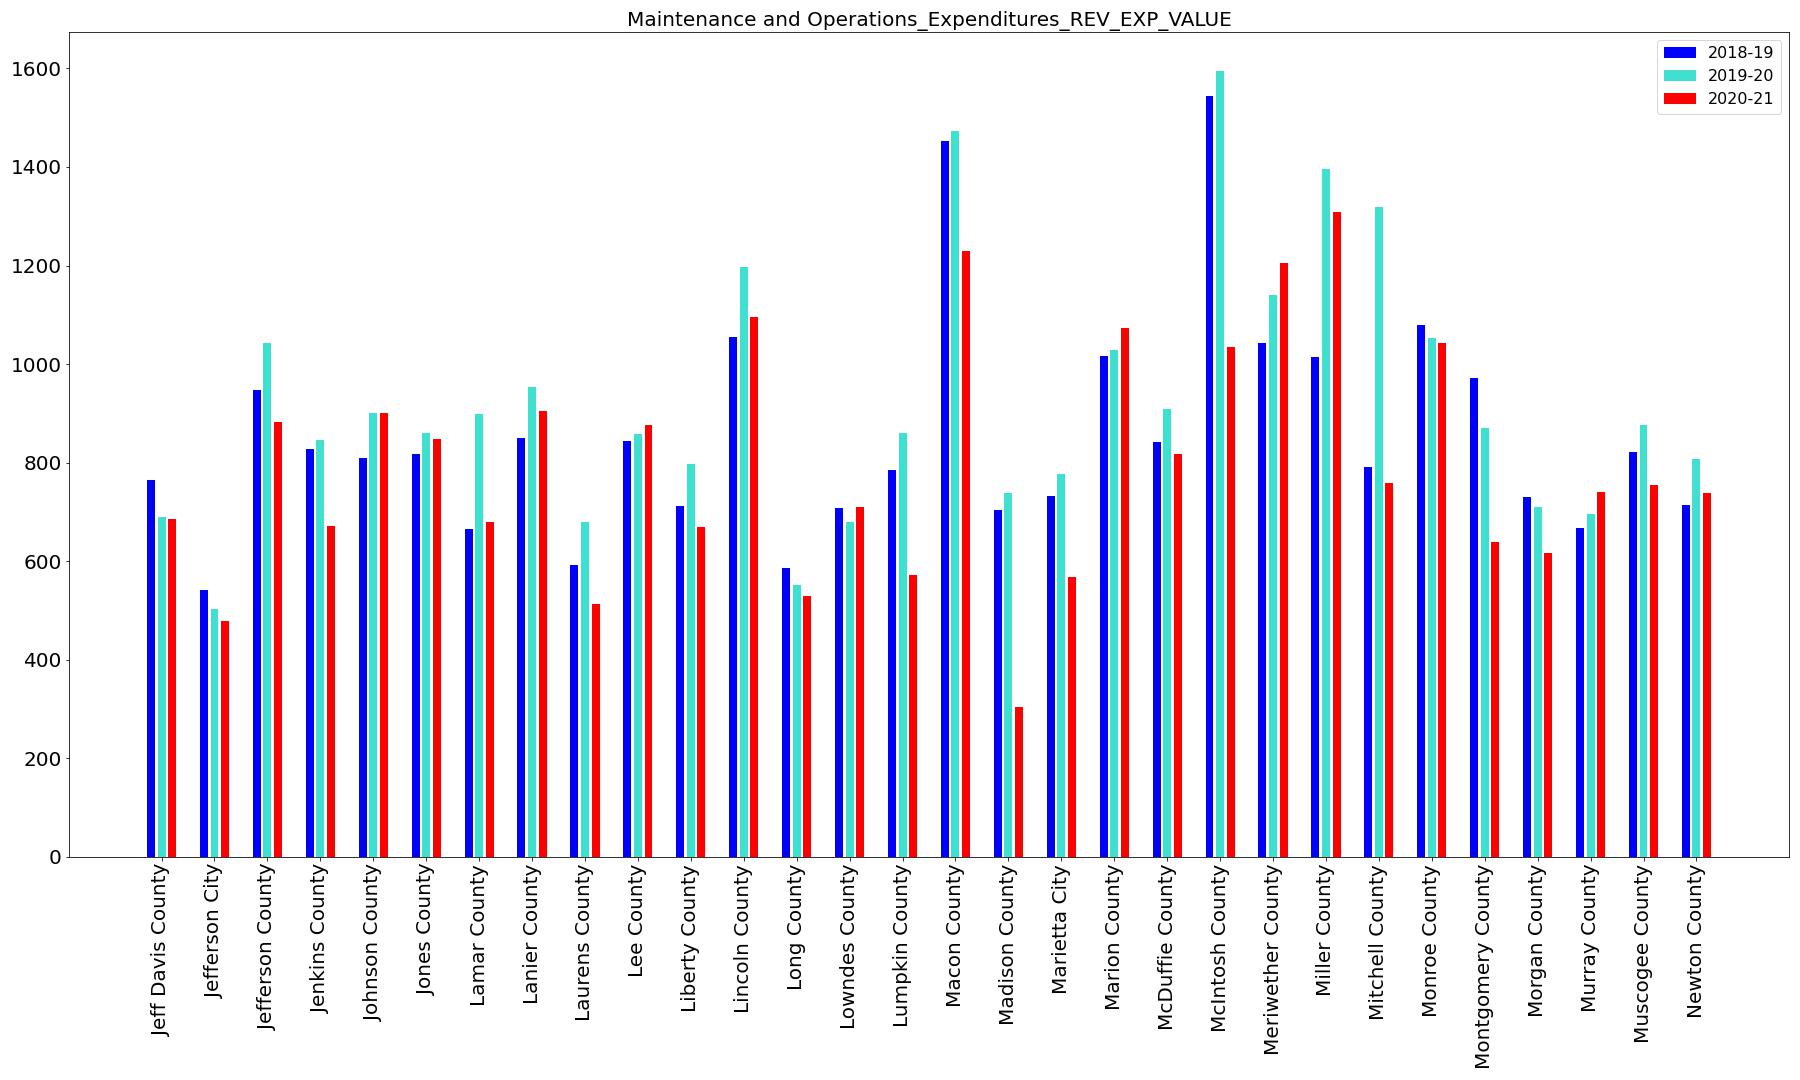 Maintenance and Operations_Expenditures_REV_EXP_VALUE
2018-19
2019-20
2020-21
1600
1400
1200
1000
800
600
400
200
0
Jeff Davis County
Jefferson City
Jefferson County
Jenkins County
Johnson County
Jones County
Lamar County
Lanier County
Laurens County
Lee County
Liberty County
Lincoln County
Long County
Lowndes County
Lumpkin County
Macon County
Madison County
Marietta City
Marion County
McDuffie County
McIntosh County
Meriwether County
Miller County
Mitchell County
Monroe County
Montgomery County
Morgan County
Murray County
Muscogee County
Newton County